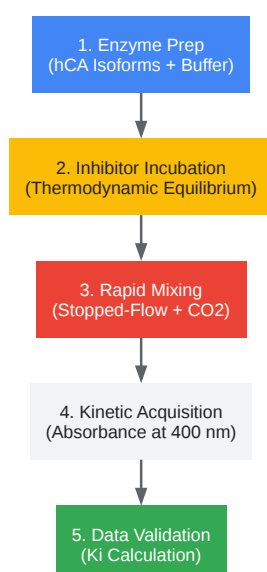 1. Enzyme Prep
(hCA Isoforms + Buffer)
2. Inhibitor Incubation
(Thermodynamic Equilibrium)
3. Rapid Mixing
(Stopped-Flow + CO2)
4. Kinetic Acquisition
(Absorbance at 400 nm)
5. Data Validation
(Ki Calculation)